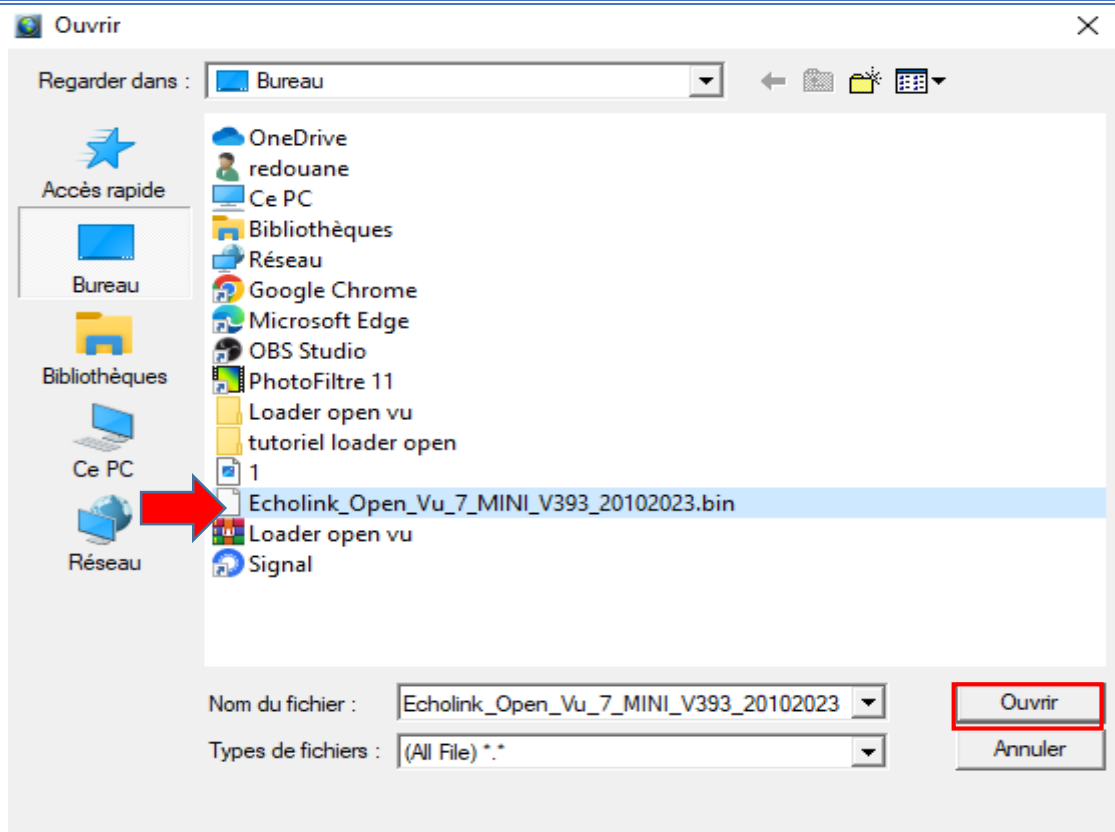 Ouvrir
Regarder dans :
Bureau
Accès rapide
Bureau
Bibliothèques
Ce PC
Réseau
OneDrive
redouane
Ce PC
Bibliothèques
Réseau
Google Chrome
Microsoft Edge
OBS Studio
PhotoFiltre 11
Loader open vu
tutoriel loader open
1
Echolink_Open_Vu_7_MINI_V393_20102023.bin
Loader open vu
Signal
Nom du fichier :
Echolink_Open_Vu_7_MINI_V393_20102023
Ouvrir
Types de fichiers :
(All File) *.*
Annuler